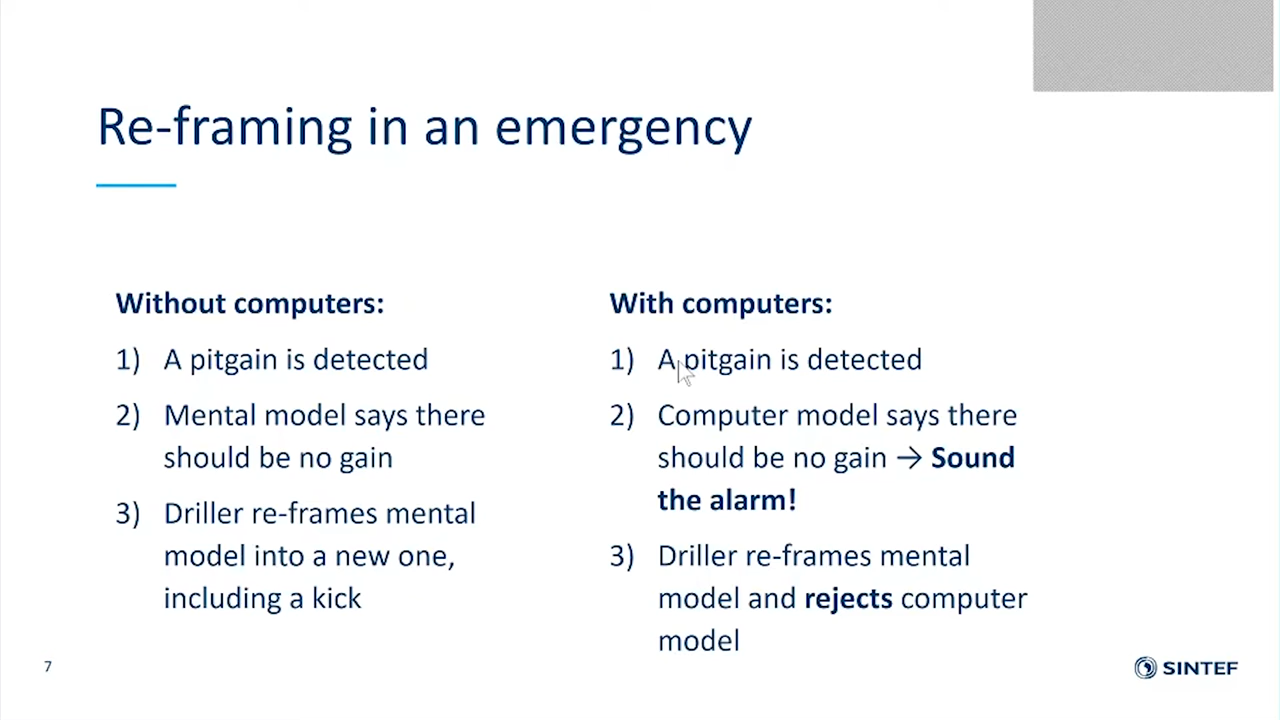 Re-framing in an emergency
Without computers:
1) A pitgain is detected
2) Mental model says there
should be no gain
3) Driller re-frames mental
model into a new one,
including a kick
With computers:
1) A pitgain is detected
2) Computer model says there
should be no gain → Sound
the alarm!
3) Driller re-frames mental
model and rejects computer
model
7
SINTEF